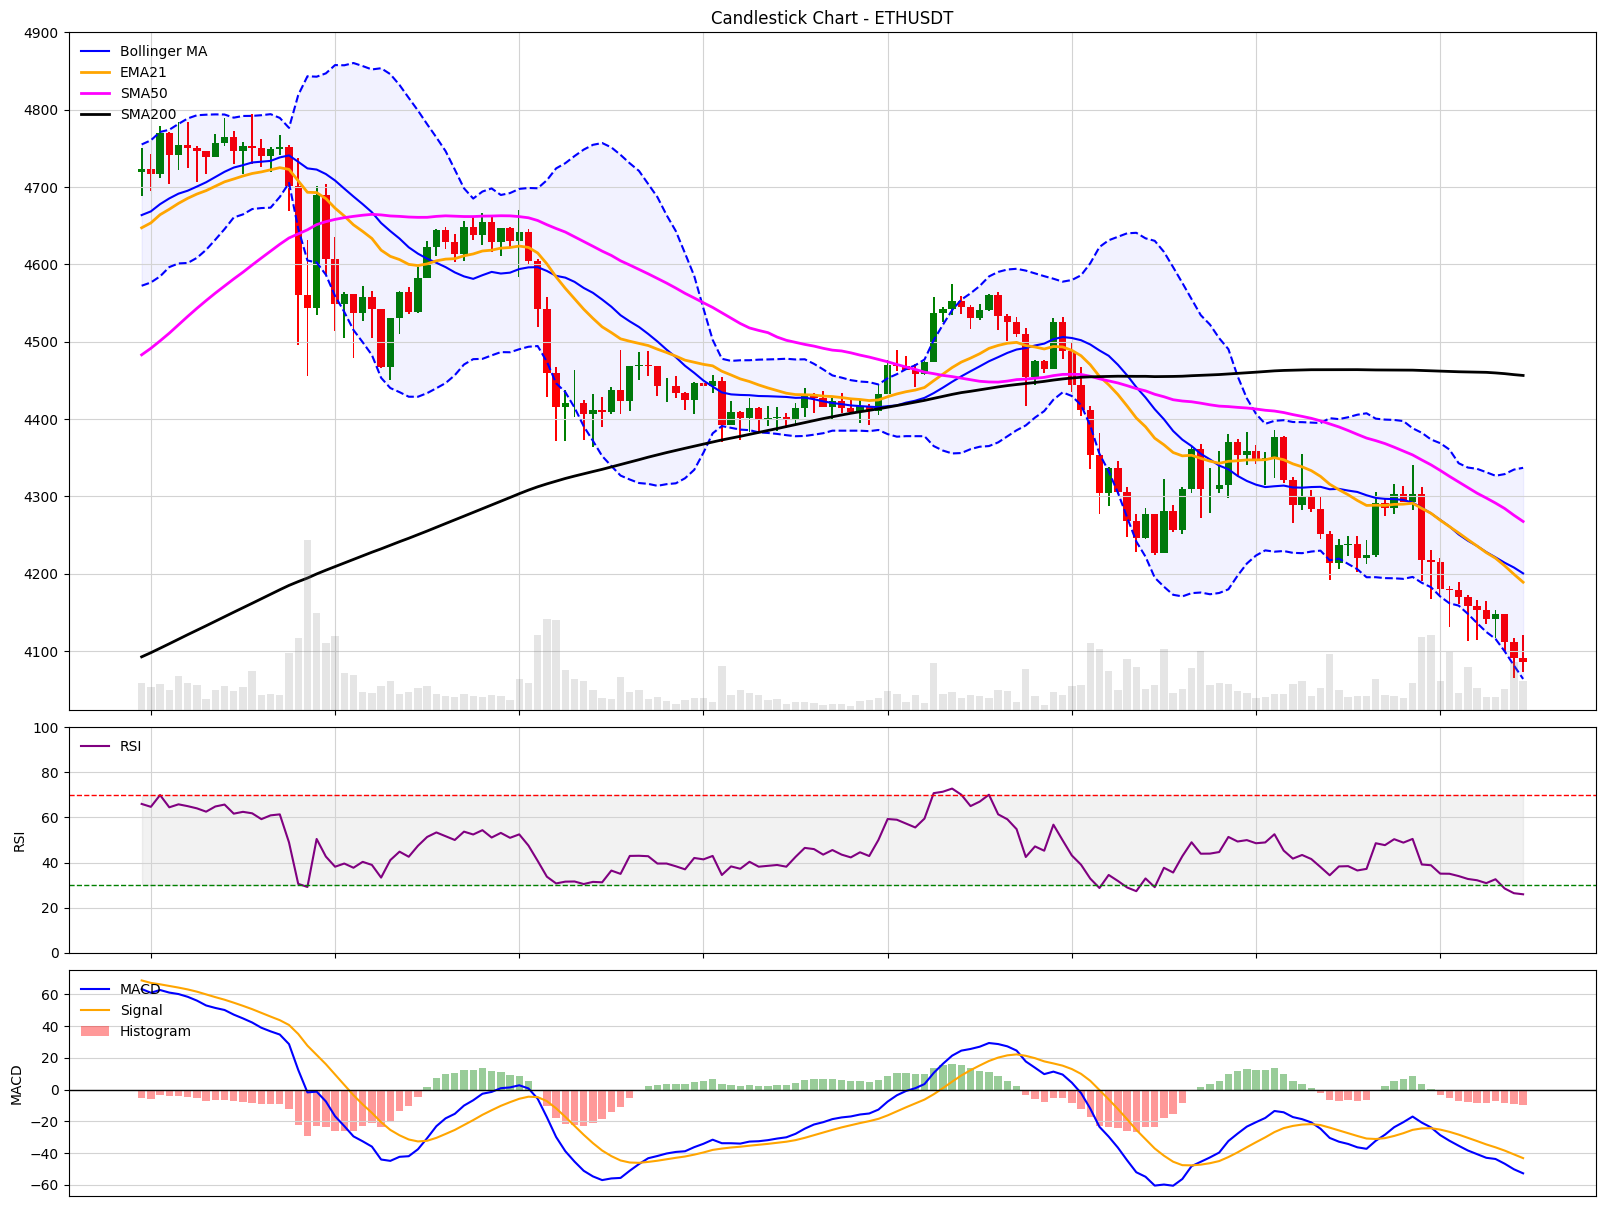 Candlestick Chart - ETHUSDT
4900
4800
4700
4600
4500
4400
4300
4200
4100
Bollinger MA
EMA21
SMA50
SMA200
100
80
60
40
20
0
RSI
RSI
60
40
20
0
−20
−40
−60
MACD
MACD
Signal
Histogram